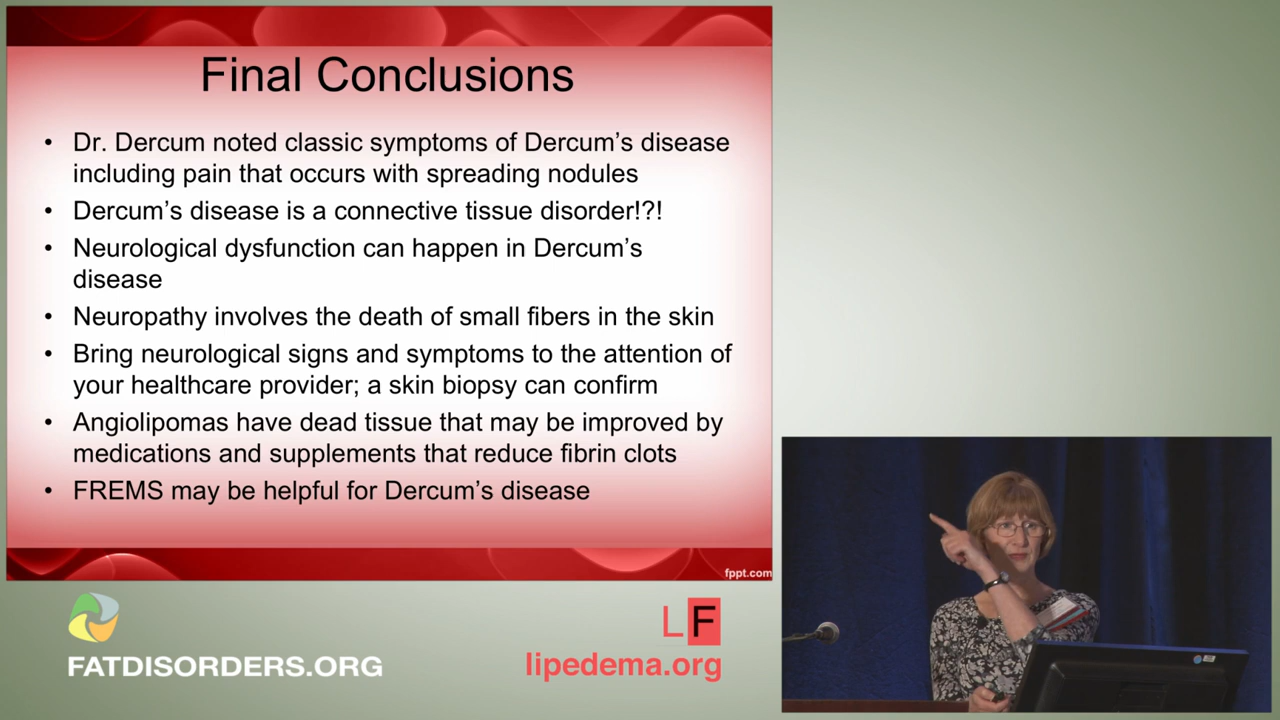 Final Conclusions
• Dr. Dercum noted classic symptoms of Dercum’s disease
including pain that occurs with spreading nodules
• Dercum’s disease is a connective tissue disorder!?!
• Neurological dysfunction can happen in Dercum’s
disease
• Neuropathy involves the death of small fibers in the skin
• Bring neurological signs and symptoms to the attention of
your healthcare provider; a skin biopsy can confirm
• Angiolipomas have dead tissue that may be improved by
medications and supplements that reduce fibrin clots
• FREMS may be helpful for Dercum’s disease
fppt.com
FATDISORDERS.ORG
LF
lipedema.org